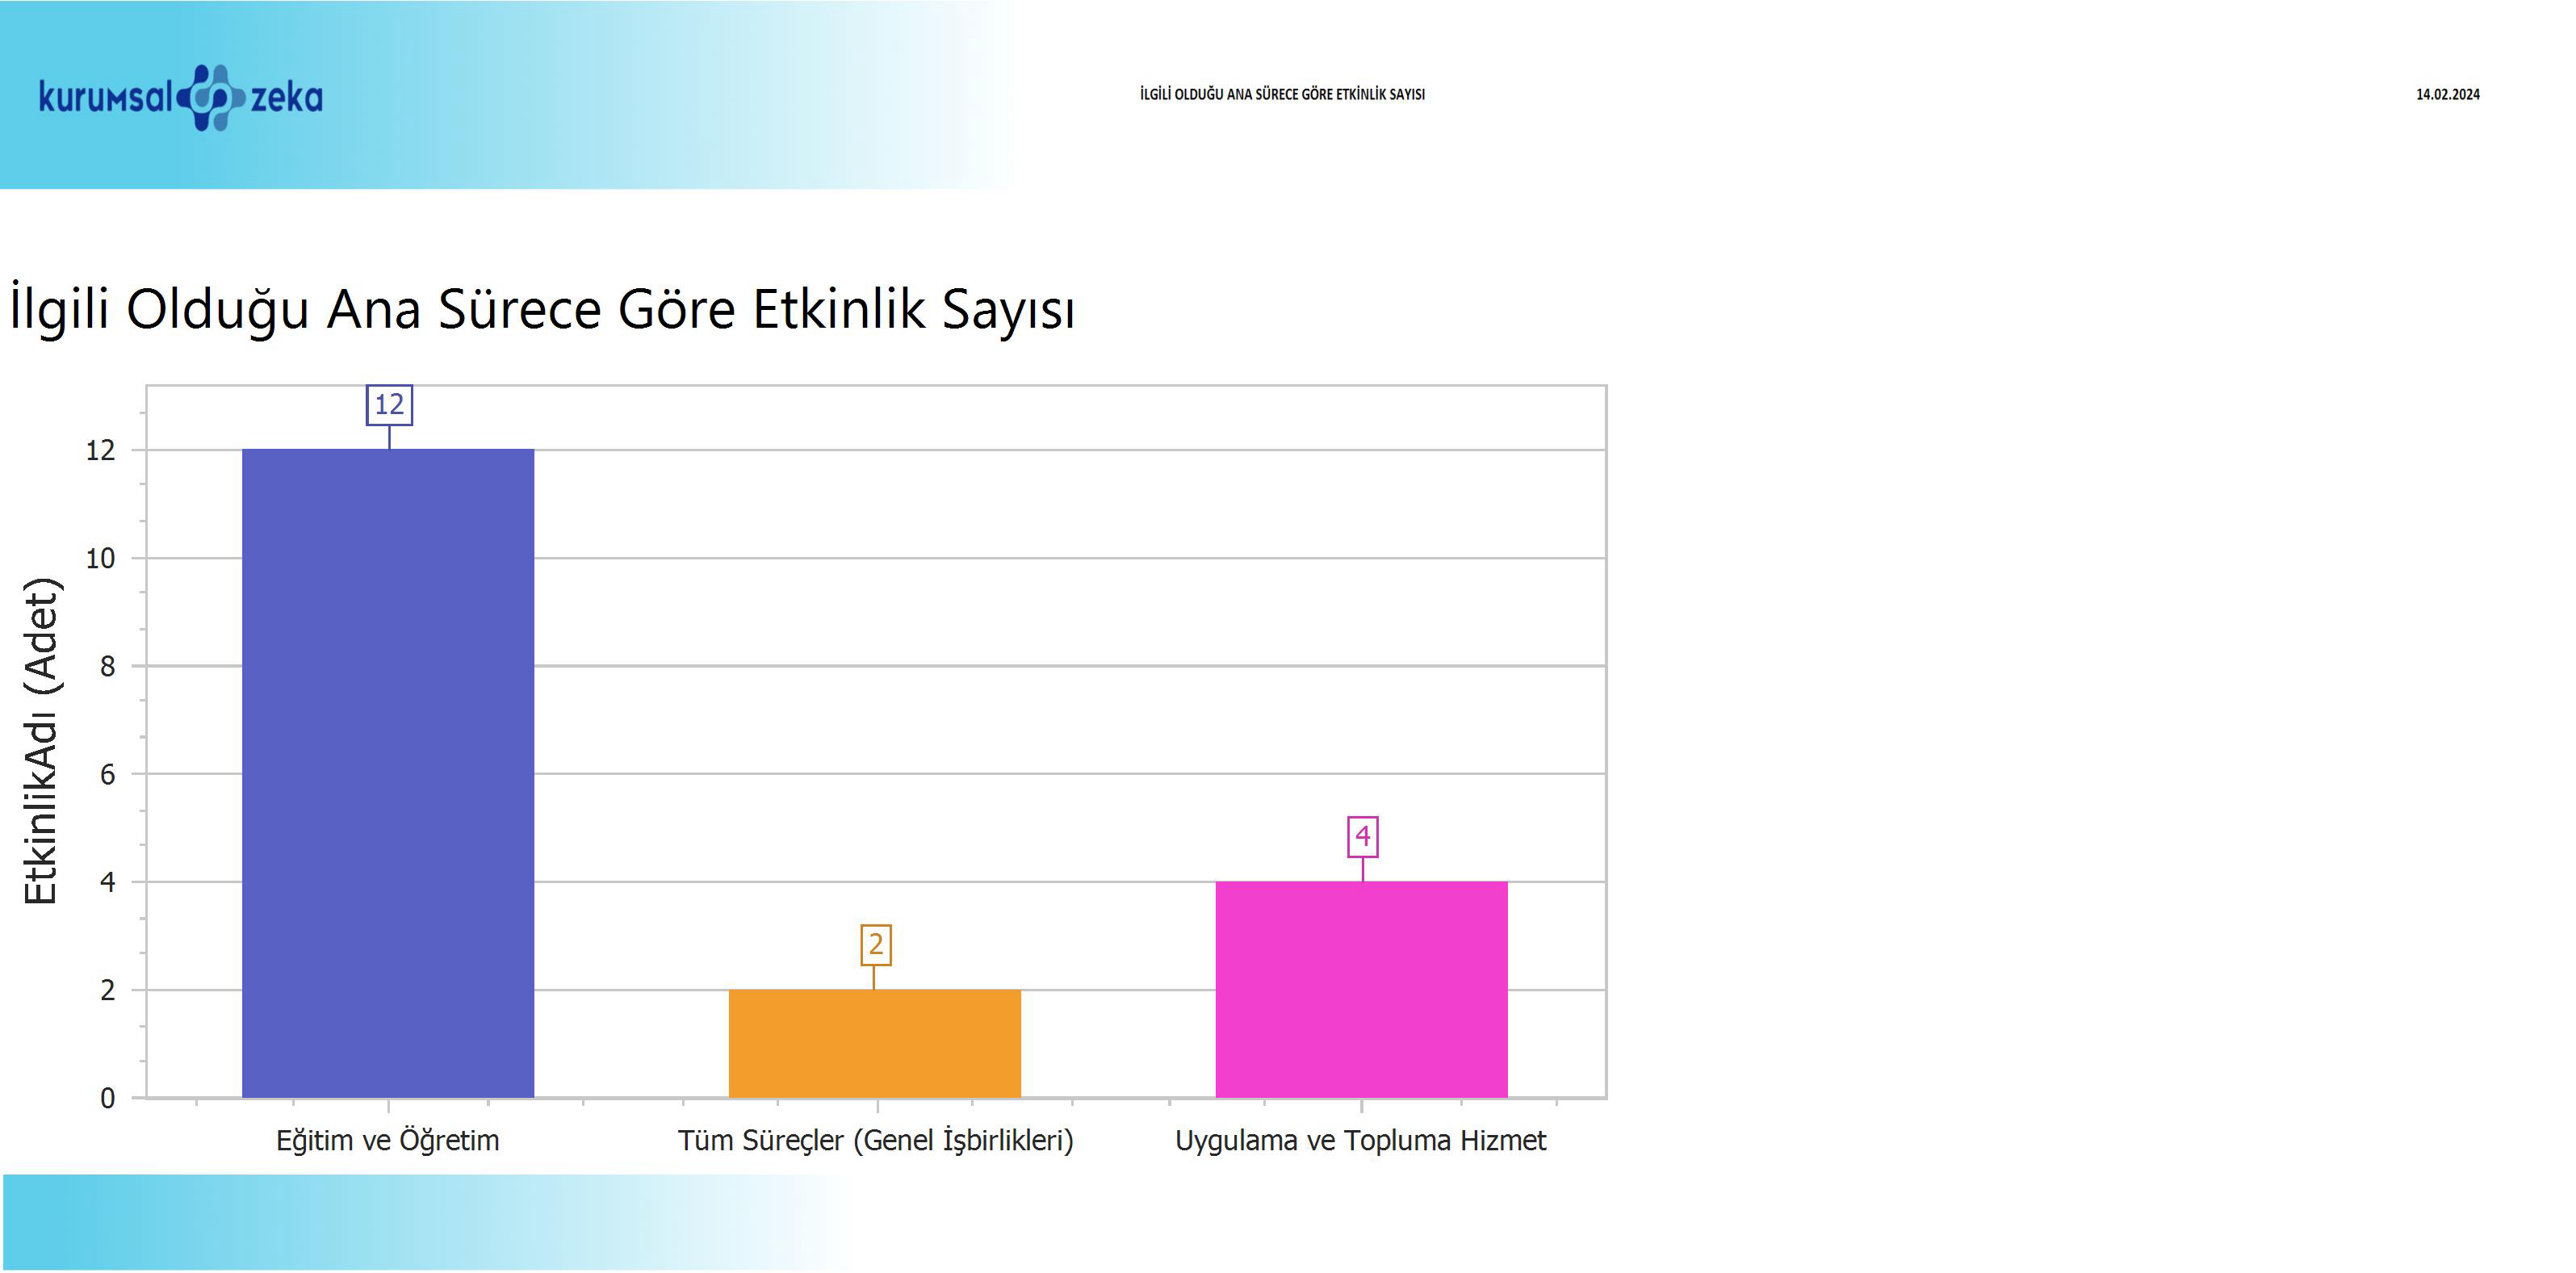 kurumsal zeka
İLGİLİ OLDUĞU ANA SÜRECE GÖRE ETKİNLİK SAYISI
14.02.2024
İlgili Olduğu Ana Sürece Göre Etkinlik Sayısı
EtkinlikAdı (Adet)
12
12
10
8
6
4
4
2
2
0
Eğitim ve Öğretim
Tüm Süreçler (Genel İşbirlikleri)
Uygulama ve Topluma Hizmet